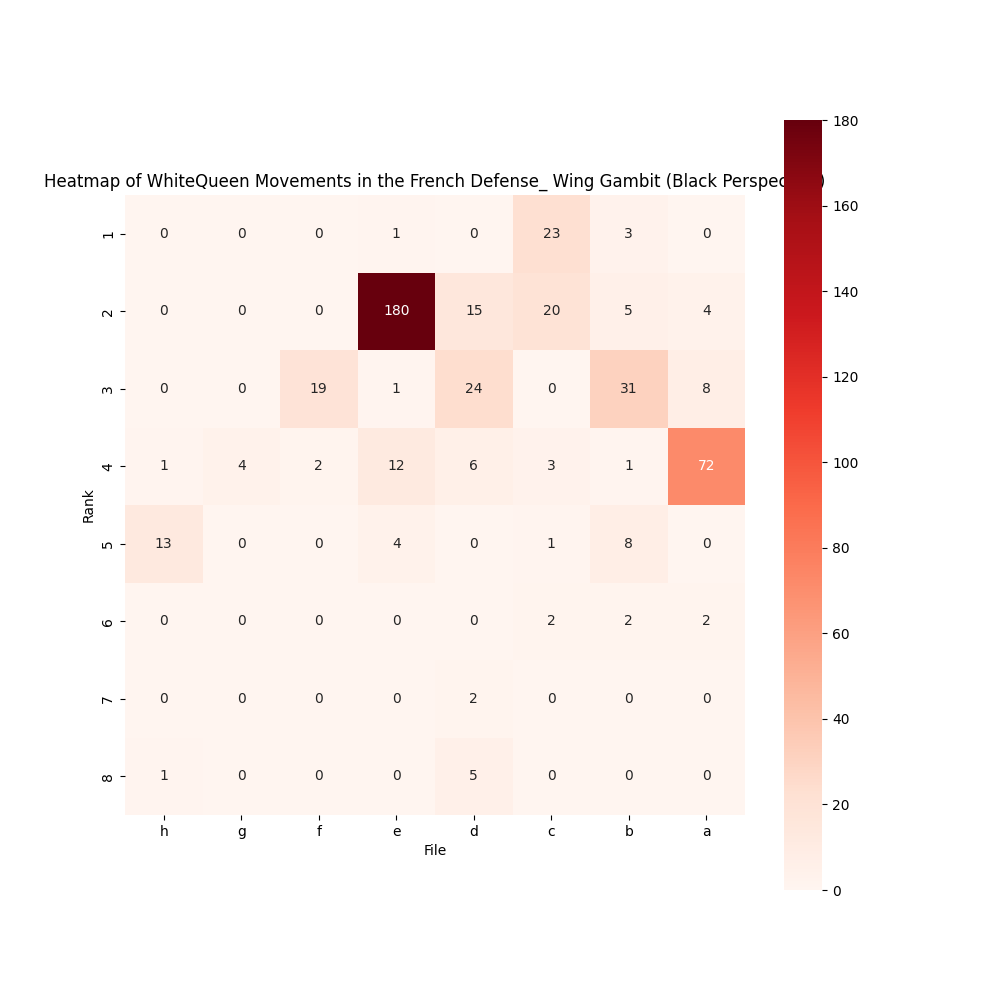 180
Heatmap of WhiteQueen Movements in the French Defense_ Wing Gambit (Black Perspec )
160
1 0 0 0 1 0 23 3 0
140
2 0 0 0 180 15 20 5 4
120
3 0 0 19 1 24 0 31 8
100
4 1 4 2 12 6 3 1 72
Rank
80
5 13 0 0 4 0 1 8 0
60
6 0 0 0 0 0 2 2 2
40
7 0 0 0 0 2 0 0 0
20
8 1 0 0 0 5 0 0 0
h g f e d c b a
File
0